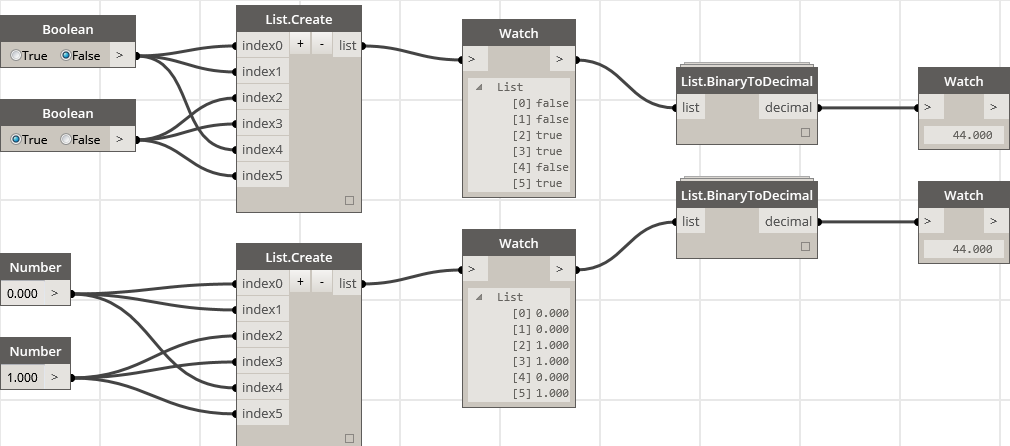 Boolean
True False >
Boolean
True False >
List.Create
index0 + - list
index1
index2
index3
index4
index5
Watch
> >
List
[0] false
[1] false
[2] true
[3] true
[4] false
[5] true
List.BinaryToDecimal
list decimal
Watch
> >
44.000
List.BinaryToDecimal
list decimal
Watch
> >
44.000
Number
0.000 >
Number
1.000 >
List.Create
index0 + - list
index1
index2
index3
index4
index5
Watch
> >
List
[0] 0.000
[1] 0.000
[2] 1.000
[3] 1.000
[4] 0.000
[5] 1.000